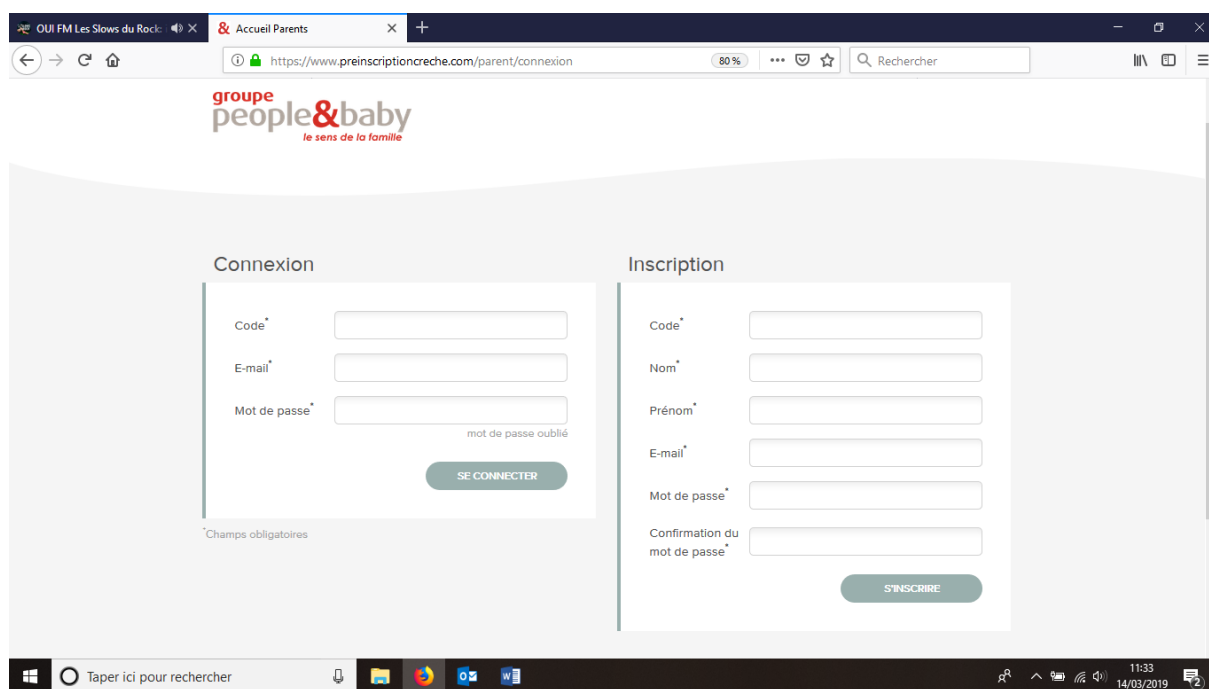 OUI FM Les Slows du Rock
Accueil Parents
https://www.preinscriptioncreche.com/parent/connexion
80 %
Rechercher
groupe
people&baby
le sens de la famille
Connexion
Code*
E-mail*
Mot de passe*
mot de passe oublié
SE CONNECTER
*Champs obligatoires
Inscription
Code*
Nom*
Prénom*
E-mail*
Mot de passe*
Confirmation du
mot de passe*
S'INSCRIRE
Taper ici pour rechercher
11:33
14/03/2019
2